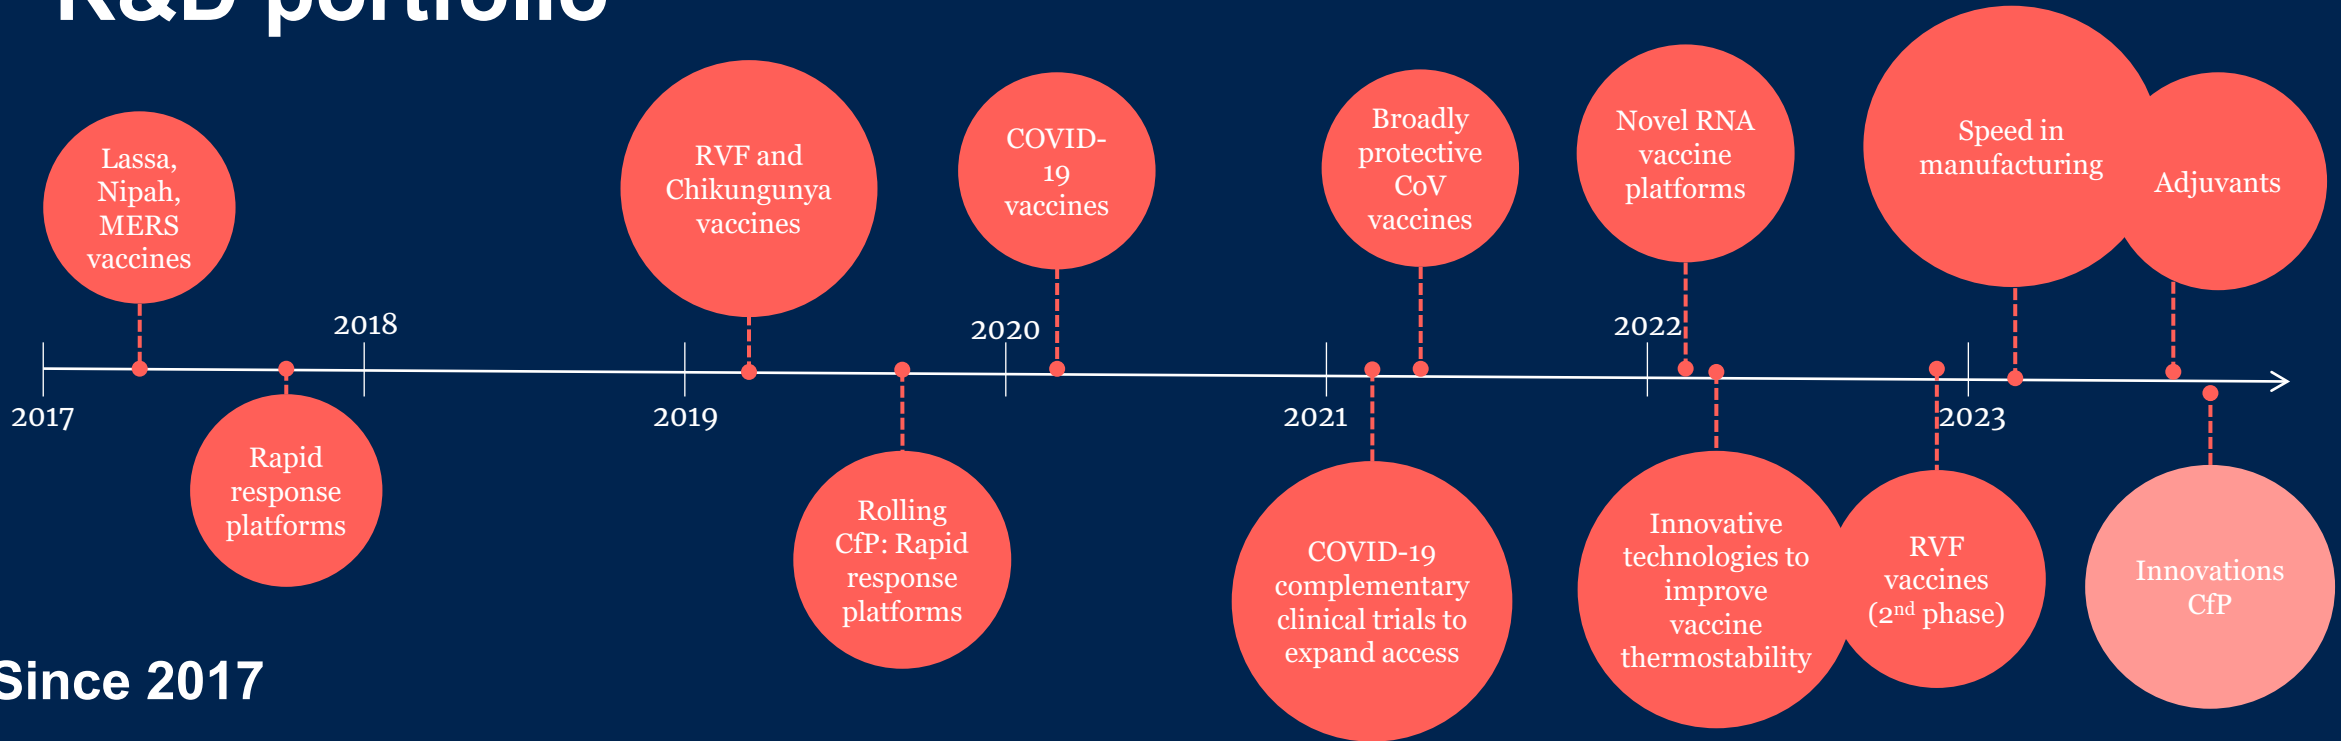 R&D portfolio
Lassa,
Nipah,
MERS
vaccines
RVF and
Chikungunya
vaccines
COVID-
19
vaccines
Broadly
protective
CoV
vaccines
Novel RNA
vaccine
platforms
Speed in
manufacturing
Adjuvants
2018
2020
2022
2017
2019
2021
2023
Rapid
response
platforms
Rolling
CfP: Rapid
response
platforms
COVID-19
complementary
clinical trials to
expand access
Innovative
technologies to
improve
vaccine
thermostability
RVF
vaccines
(2nd phase)
Innovations
CfP
Since 2017